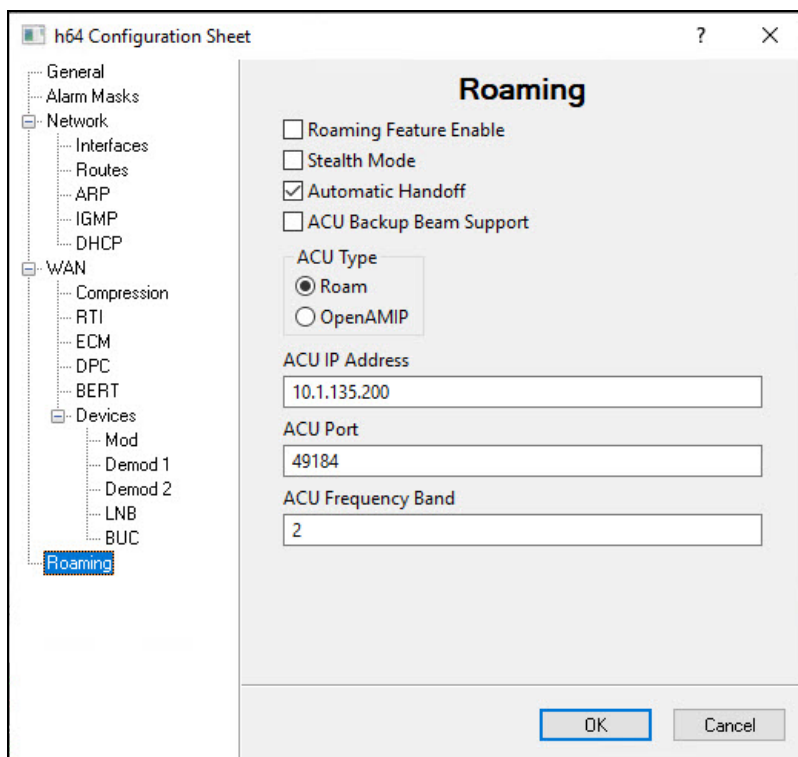 h64 Configuration Sheet
?
General
Alarm Masks
Network
Interfaces
Routes
ARP
IGMP
DHCP
WAN
Compression
RTI
ECM
DPC
BERT
Devices
Mod
Demod 1
Demod 2
LNB
BUC
Roaming
Roaming
Roaming Feature Enable
Stealth Mode
Automatic Handoff
ACU Backup Beam Support
ACU Type
Roam
OpenAMIP
ACU IP Address
10.1.135.200
ACU Port
49184
ACU Frequency Band
2
OK
Cancel